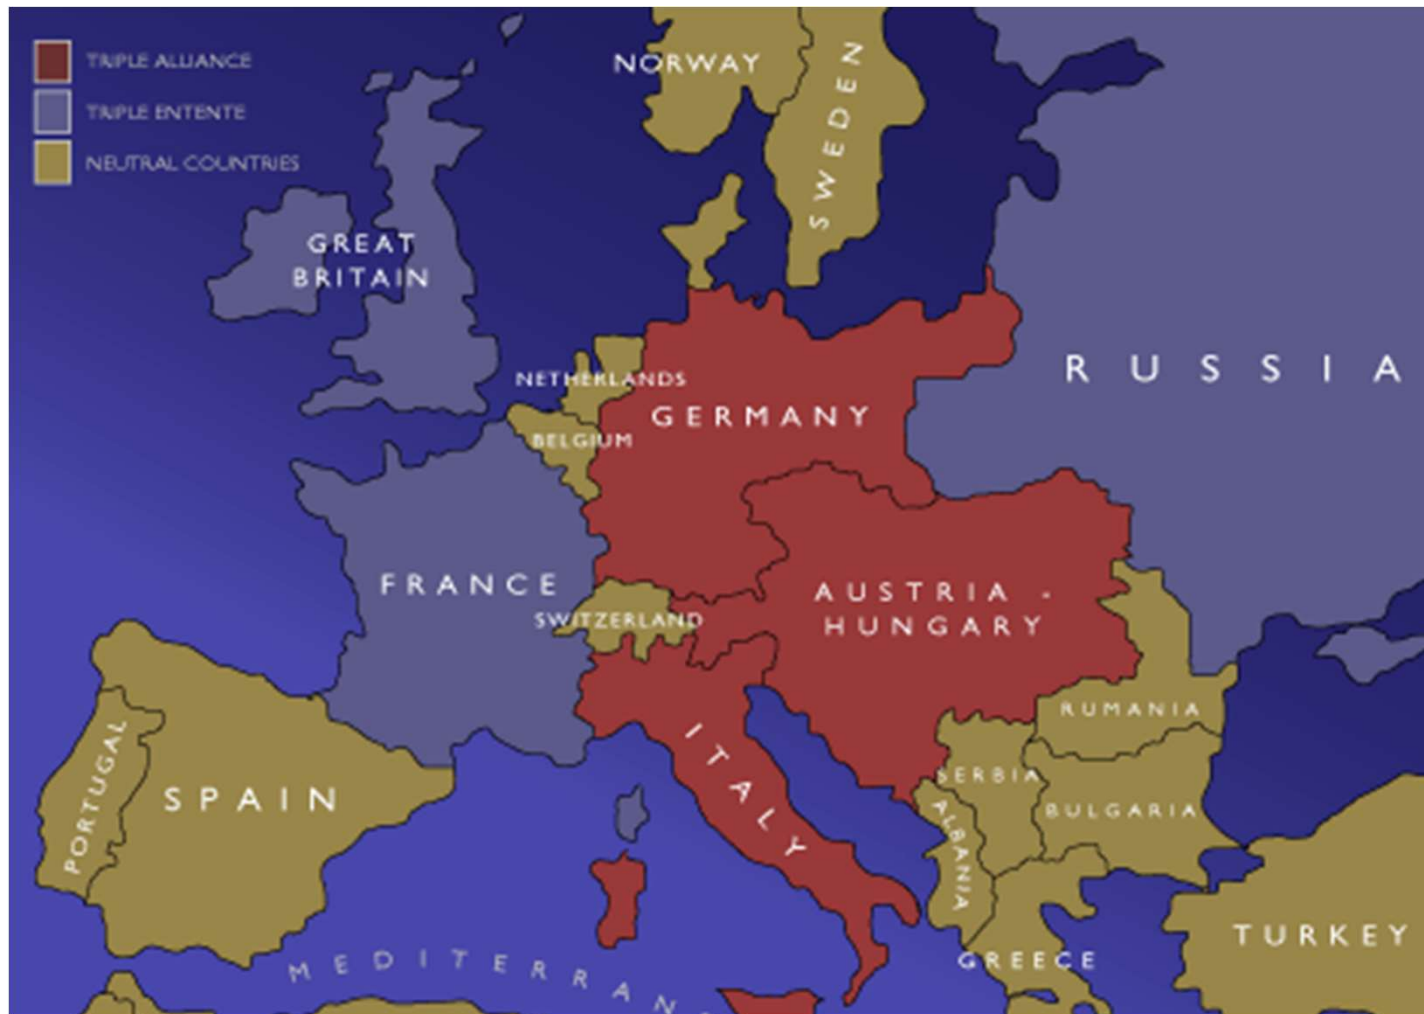 TRIPLE ALLIANCE
TRIPLE ENTENTE
NEUTRAL COUNTRIES
NORWAY
SWEDEN
GREAT
BRITAIN
RUSSIA
NETHERLANDS
GERMANY
BELGIUM
FRANCE
AUSTRIA -
HUNGARY
SWITZERLAND
RUMANIA
ITALY
PORTUGAL
SPAIN
SERBIA
BULGARIA
ALBANIA
TURKEY
GREECE
MEDITERRAN